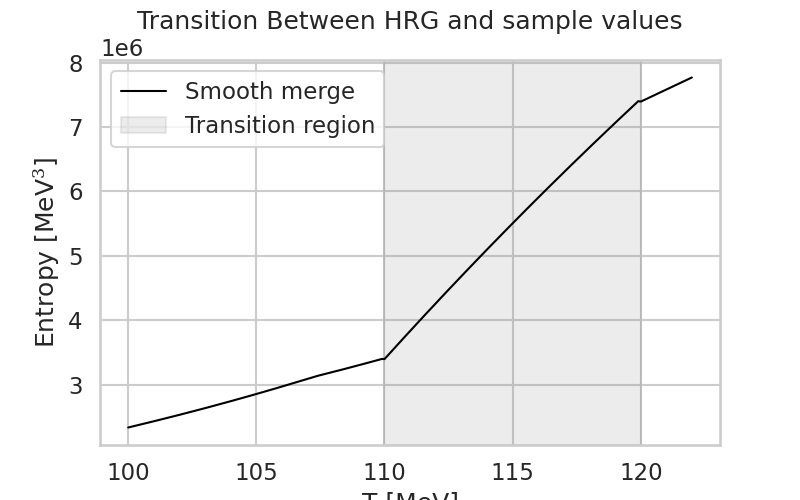 Transition Between HRG and sample values
1e6
8
Smooth merge
Transition region
7
6
5
4
3
Entropy [MeV³]
100 105 110 115 120
T [MeV]